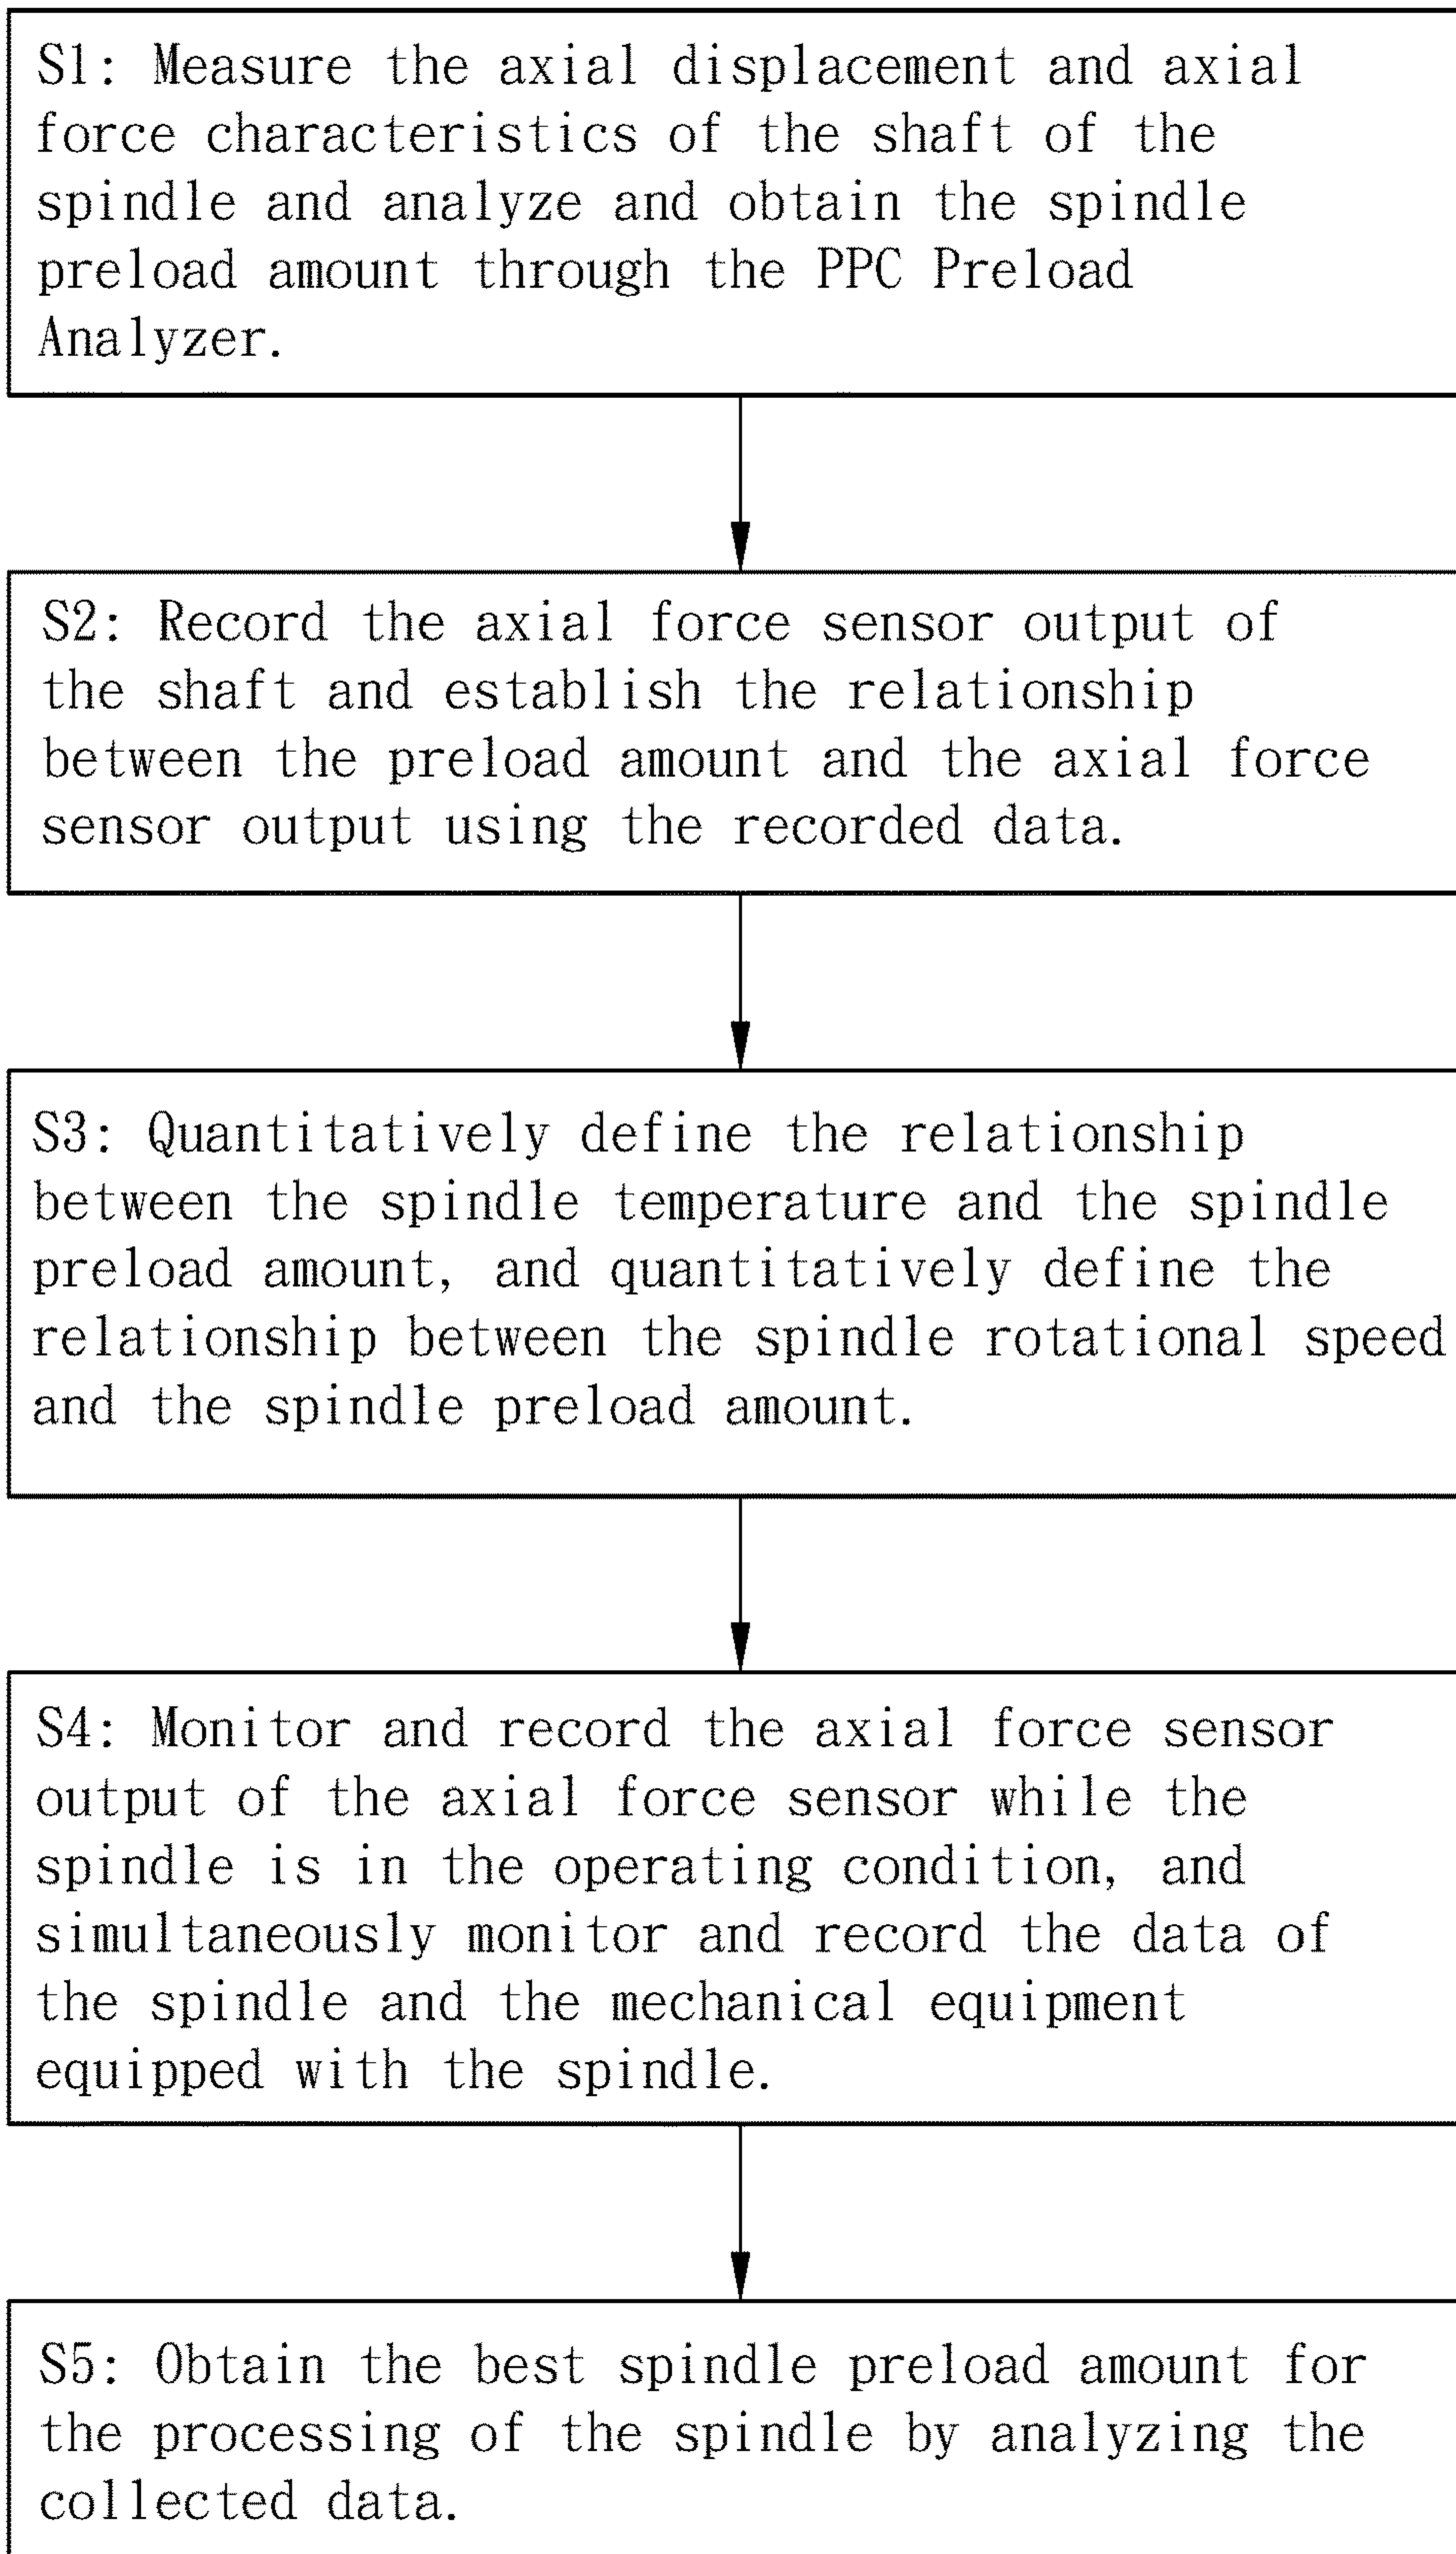 S1: Measure the axial displacement and axial
force characteristics of the shaft of the
spindle and analyze and obtain the spindle
preload amount through the PPC Preload
Analyzer.
S2: Record the axial force sensor output of
the shaft and establish the relationship
between the preload amount and the axial force
sensor output using the recorded data.
S3: Quantitatively define the relationship
between the spindle temperature and the spindle
preload amount, and quantitatively define the
relationship between the spindle rotational speed
and the spindle preload amount.
S4: Monitor and record the axial force sensor
output of the axial force sensor while the
spindle is in the operating condition, and
simultaneously monitor and record the data of
the spindle and the mechanical equipment
equipped with the spindle.
S5: Obtain the best spindle preload amount for
the processing of the spindle by analyzing the
collected data.